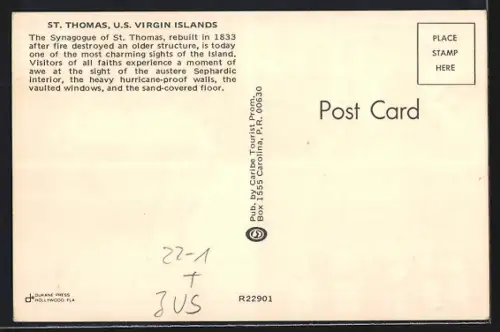 ST. THOMAS, U.S. VIRGIN ISLANDS
The Synagogue of St. Thomas, rebuilt in 1833
after fire destroyed an older structure, is today
one of the most charming sights of the Island.
Visitors of all faiths experience a moment of
awe at the sight of the austere Sephardic
interior, the heavy hurricane-proof walls, the
vaulted windows, and the sand-covered floor.
PLACE
STAMP
HERE
Post Card
Pub. by Caribe Tourist Prom.
Box 1555 Carolina, P.R. 00630
22-1
+
3US
DUKANE PRESS
HOLLYWOOD, FLA
R22901